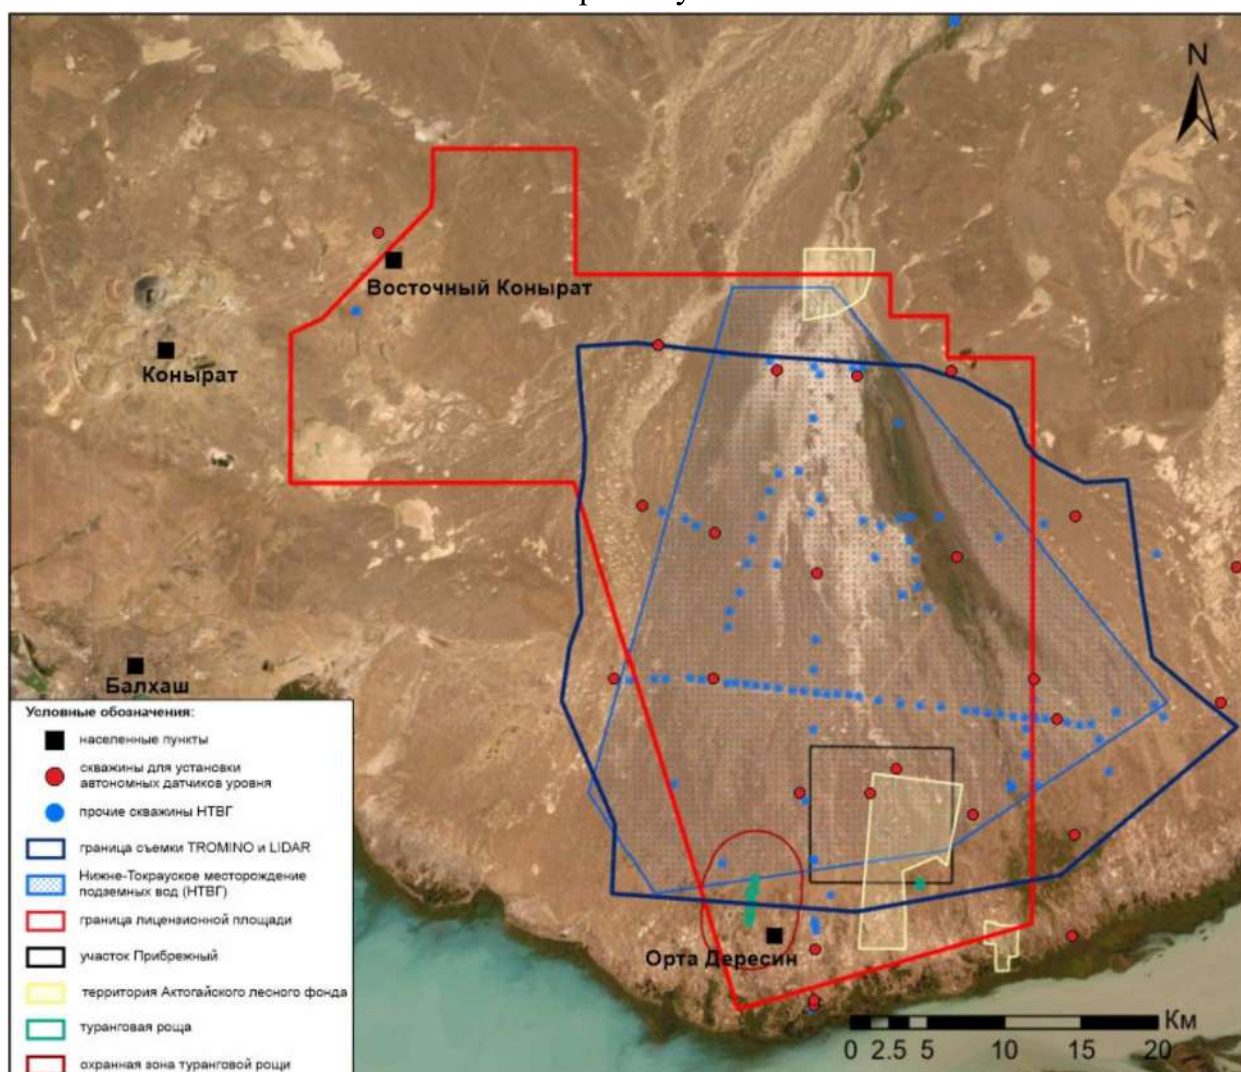 N
Восточный Конырат
Конырат
Балхаш
Орта Дересин
Условные обозначения:
населенные пункты
скважины для установки
автономных датчиков уровня
прочие скважины НТВГ
граница съемки TROMINO и LIDAR
Нижне-Токрауское месторождение
подземных вод (НТВГ)
граница лицензионной площади
участок Прибрежный
территория Актогайского лесного фонда
туранговая роща
охранная зона туранговой рощи
Км
0 2.5 5 10 15 20